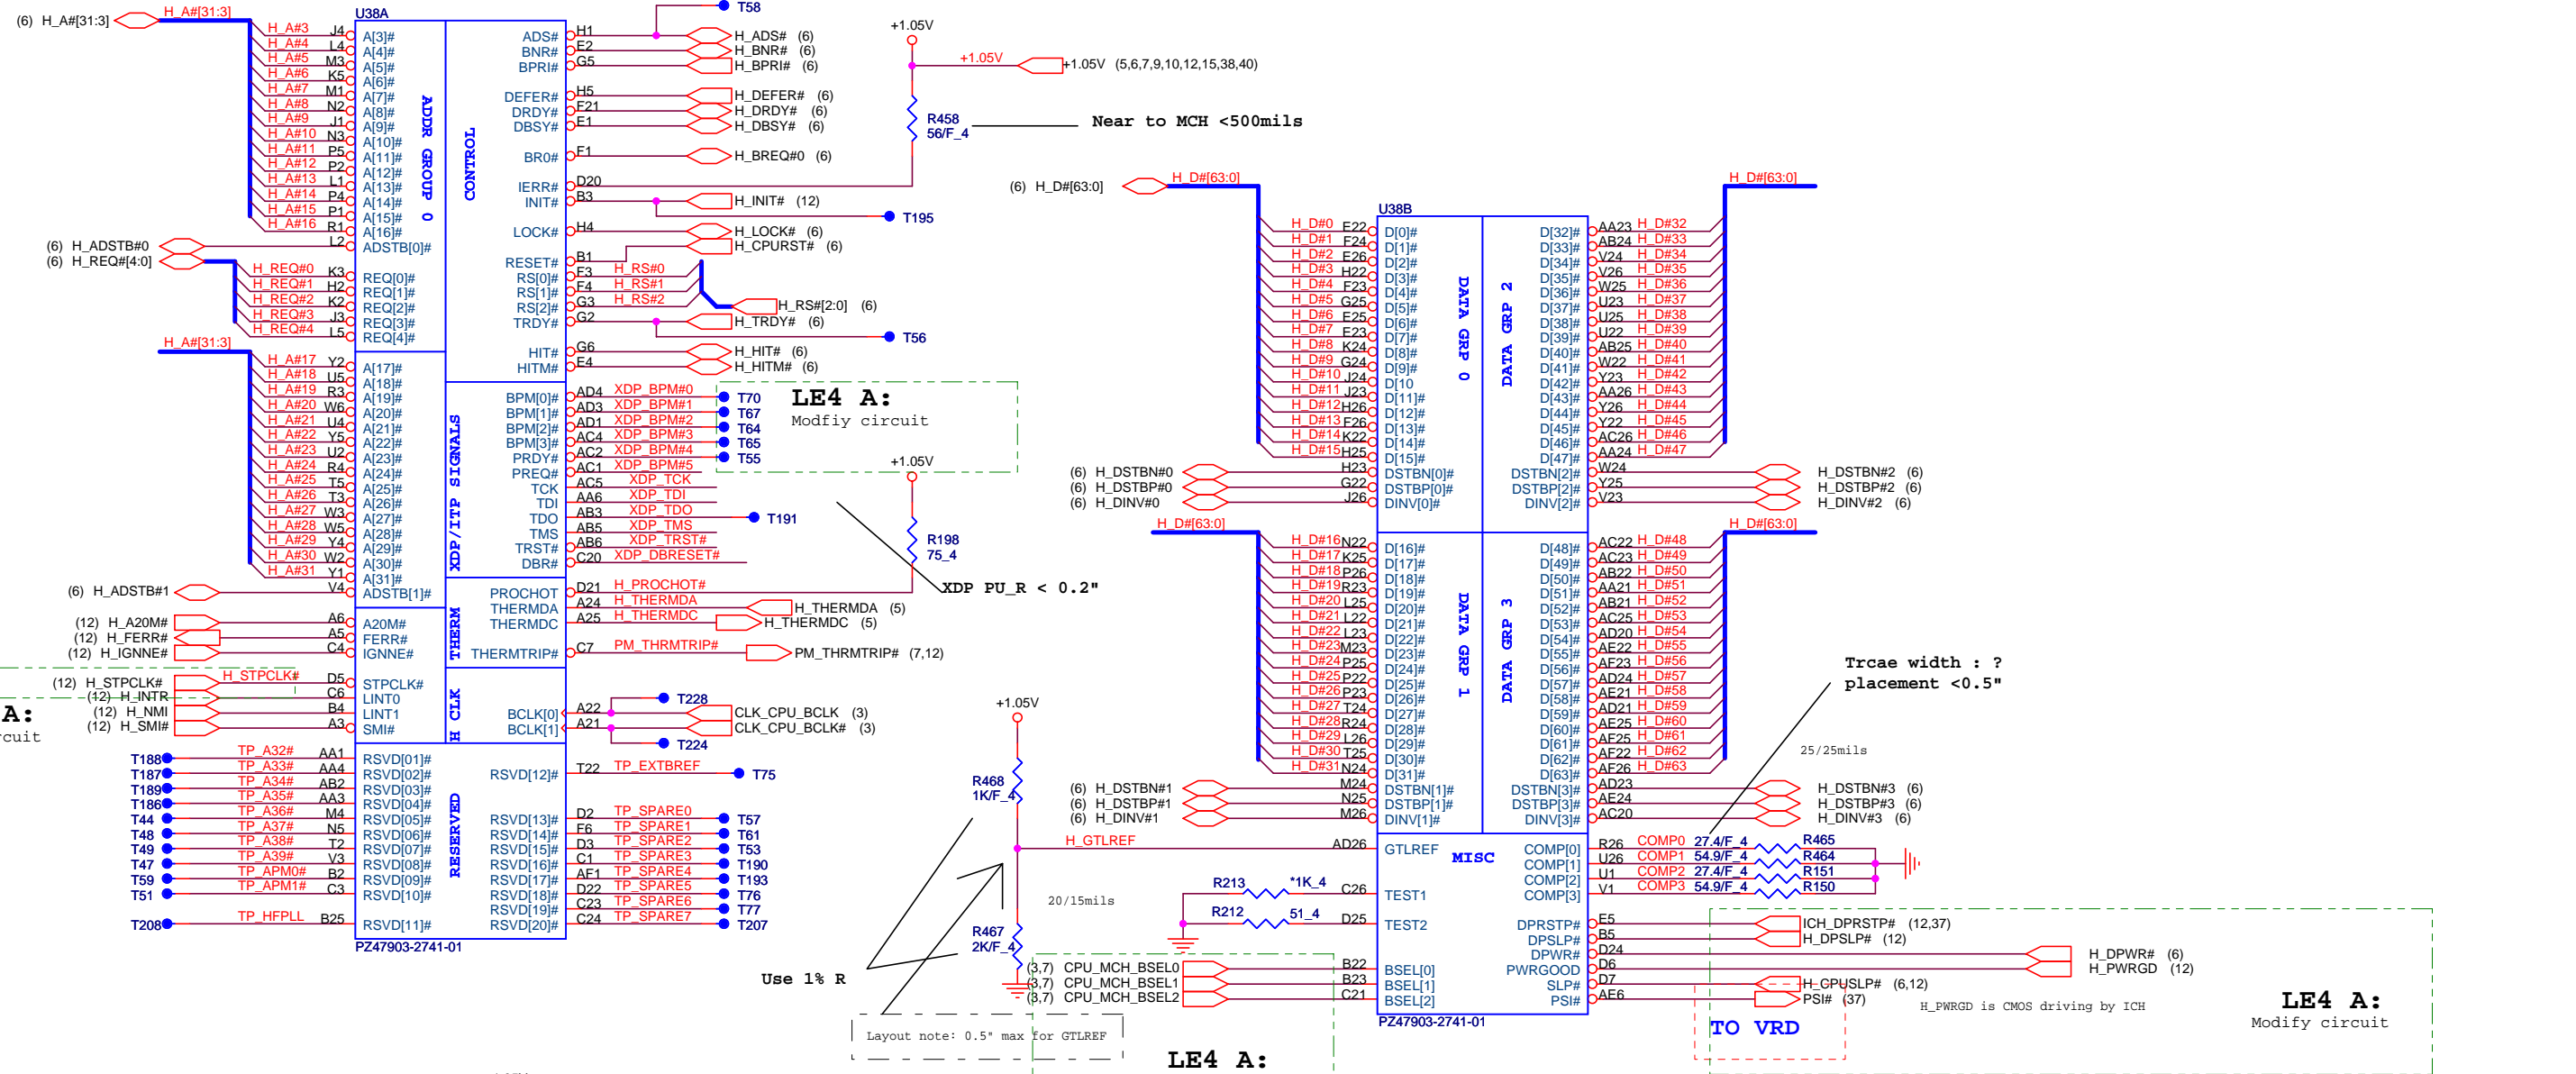 (6) H_A#[31:3]
H_A#[31:3]
U38A
H_A#3 J4 A[3]#
H_A#4 L4 A[4]#
H_A#5 M3 A[5]#
H_A#6 K5 A[6]#
H_A#7 M1 A[7]#
H_A#8 N2 A[8]#
H_A#9 J1 A[9]#
H_A#10 N3 A[10]#
H_A#11 P5 A[11]#
H_A#12 P2 A[12]#
H_A#13 L1 A[13]#
H_A#14 P4 A[14]#
H_A#15 P1 A[15]#
H_A#16 R1 A[16]#
(6) H_ADSTB#0 L2 ADSTB[0]#
(6) H_REQ#[4:0]
H_REQ#0 K3 REQ[0]#
H_REQ#1 H2 REQ[1]#
H_REQ#2 K2 REQ[2]#
H_REQ#3 J3 REQ[3]#
H_REQ#4 L5 REQ[4]#
ADDR GROUP 0
H_A#[31:3]
H_A#17 Y2 A[17]#
H_A#18 U5 A[18]#
H_A#19 R3 A[19]#
H_A#20 W6 A[20]#
H_A#21 U4 A[21]#
H_A#22 Y5 A[22]#
H_A#23 U2 A[23]#
H_A#24 R4 A[24]#
H_A#25 T5 A[25]#
H_A#26 T3 A[26]#
H_A#27 W3 A[27]#
H_A#28 W5 A[28]#
H_A#29 Y4 A[29]#
H_A#30 W2 A[30]#
H_A#31 Y1 A[31]#
(6) H_ADSTB#1 V4 ADSTB[1]#
(12) H_A20M# A6 A20M#
(12) H_FERR# A5 FERR#
(12) H_IGNNE# C4 IGNNE#
(12) H_STPCLK# H_STPCLK# D5 STPCLK#
(12) H_INTR C6 LINT0
(12) H_NMI B4 LINT1
(12) H_SMI# A3 SMI#
A:
rcuit
T188 TP_A32# AA1 RSVD[01]#
T187 TP_A33# AA4 RSVD[02]#
T189 TP_A34# AB2 RSVD[03]#
T186 TP_A35# AA3 RSVD[04]#
T44 TP_A36# M4 RSVD[05]#
T48 TP_A37# N5 RSVD[06]#
T49 TP_A38# T2 RSVD[07]#
T47 TP_A39# V3 RSVD[08]#
T59 TP_APM0# B2 RSVD[09]#
T51 TP_APM1# C3 RSVD[10]#
T208 TP_HFPLL B25 RSVD[11]#
PZ47903-2741-01
CONTROL
T58
ADS# H1 H_ADS# (6)
BNR# E2 H_BNR# (6)
BPRI# G5 H_BPRI# (6)
DEFER# H5 H_DEFER# (6)
DRDY# F21 H_DRDY# (6)
DBSY# E1 H_DBSY# (6)
BR0# F1 H_BREQ#0 (6)
IERR# D20
INIT# B3 H_INIT# (12)
T195
LOCK# H4 H_LOCK# (6)
H_CPURST# (6)
RESET# B1
RS[0]# F3 H_RS#0
RS[1]# F4 H_RS#1
RS[2]# G3 H_RS#2
H_RS#[2:0] (6)
TRDY# G2 H_TRDY# (6)
T56
HIT# G6 H_HIT# (6)
HITM# E4 H_HITM# (6)
+1.05V
+1.05V +1.05V (5,6,7,9,10,12,15,38,40)
R458
56/F_4
Near to MCH <500mils
XDP/ITP SIGNALS
BPM[0]# AD4 XDP_BPM#0 T70
BPM[1]# AD3 XDP_BPM#1 T67
BPM[2]# AD1 XDP_BPM#2 T64
BPM[3]# AC4 XDP_BPM#3 T65
PRDY# AC2 XDP_BPM#4 T55
PREQ# AC1 XDP_BPM#5
TCK AC5 XDP_TCK
TDI AA6 XDP_TDI
TDO AB3 XDP_TDO T191
TMS AB5 XDP_TMS
TRST# AB6 XDP_TRST#
DBR# C20 XDP_DBRESET#
LE4 A:
Modfiy circuit
+1.05V
R198
75_4
XDP PU_R < 0.2"
THERM
PROCHOT D21 H_PROCHOT#
THERMDA A24 H_THERMDA H_THERMDA (5)
THERMDC A25 H_THERMDC H_THERMDC (5)
THERMTRIP# C7 PM_THRMTRIP# PM_THRMTRIP# (7,12)
H CLK
T228
BCLK[0] A22 CLK_CPU_BCLK (3)
BCLK[1] A21 CLK_CPU_BCLK# (3)
T224
RESERVED
RSVD[12]# T22 TP_EXTBREF T75
RSVD[13]# D2 TP_SPARE0 T57
RSVD[14]# F6 TP_SPARE1 T61
RSVD[15]# D3 TP_SPARE2 T53
RSVD[16]# C1 TP_SPARE3 T190
RSVD[17]# AF1 TP_SPARE4 T193
RSVD[18]# D22 TP_SPARE5 T76
RSVD[19]# C23 TP_SPARE6 T77
RSVD[20]# C24 TP_SPARE7 T207
+1.05V
R468
1K/F_4
H_GTLREF
R467
2K/F_4
20/15mils
Use 1% R
Layout note: 0.5" max for GTLREF
(6) H_D#[63:0] H_D#[63:0]
U38B
H_D#0 E22 D[0]#
H_D#1 F24 D[1]#
H_D#2 E26 D[2]#
H_D#3 H22 D[3]#
H_D#4 F23 D[4]#
H_D#5 G25 D[5]#
H_D#6 E25 D[6]#
H_D#7 E23 D[7]#
H_D#8 K24 D[8]#
H_D#9 G24 D[9]#
H_D#10 J24 D[10
H_D#11 J23 D[11]#
H_D#12 H26 D[12]#
H_D#13 F26 D[13]#
H_D#14 K22 D[14]#
H_D#15 H25 D[15]#
(6) H_DSTBN#0 H23 DSTBN[0]#
(6) H_DSTBP#0 G22 DSTBP[0]#
(6) H_DINV#0 J26 DINV[0]#
DATA GRP 0
H_D#[63:0]
H_D#16 N22 D[16]#
H_D#17 K25 D[17]#
H_D#18 P26 D[18]#
H_D#19 R23 D[19]#
H_D#20 L25 D[20]#
H_D#21 L22 D[21]#
H_D#22 L23 D[22]#
H_D#23 M23 D[23]#
H_D#24 P25 D[24]#
H_D#25 P22 D[25]#
H_D#26 P23 D[26]#
H_D#27 T24 D[27]#
H_D#28 R24 D[28]#
H_D#29 L26 D[29]#
H_D#30 T25 D[30]#
H_D#31 N24 D[31]#
(6) H_DSTBN#1 M24 DSTBN[1]#
(6) H_DSTBP#1 N25 DSTBP[1]#
(6) H_DINV#1 M26 DINV[1]#
DATA GRP 1
AD26 GTLREF
R213 *1K_4 C26 TEST1
R212 51_4 D25 TEST2
(3,7) CPU_MCH_BSEL0 B22 BSEL[0]
(3,7) CPU_MCH_BSEL1 B23 BSEL[1]
(3,7) CPU_MCH_BSEL2 C21 BSEL[2]
PZ47903-2741-01
LE4 A:
MISC
H_D#[63:0]
DATA GRP 2
D[32]# AA23 H_D#32
D[33]# AB24 H_D#33
D[34]# V24 H_D#34
D[35]# V26 H_D#35
D[36]# W25 H_D#36
D[37]# U23 H_D#37
D[38]# U25 H_D#38
D[39]# U22 H_D#39
D[40]# AB25 H_D#40
D[41]# W22 H_D#41
D[42]# Y23 H_D#42
D[43]# AA26 H_D#43
D[44]# Y26 H_D#44
D[45]# Y22 H_D#45
D[46]# AC26 H_D#46
D[47]# AA24 H_D#47
DSTBN[2]# W24 H_DSTBN#2 (6)
DSTBP[2]# Y25 H_DSTBP#2 (6)
DINV[2]# V23 H_DINV#2 (6)
H_D#[63:0]
DATA GRP 3
D[48]# AC22 H_D#48
D[49]# AC23 H_D#49
D[50]# AB22 H_D#50
D[51]# AA21 H_D#51
D[52]# AB21 H_D#52
D[53]# AC25 H_D#53
D[54]# AD20 H_D#54
D[55]# AE22 H_D#55
D[56]# AF23 H_D#56
D[57]# AD24 H_D#57
D[58]# AE21 H_D#58
D[59]# AD21 H_D#59
D[60]# AE25 H_D#60
D[61]# AF25 H_D#61
D[62]# AF22 H_D#62
D[63]# AF26 H_D#63
DSTBN[3]# AD23 H_DSTBN#3 (6)
DSTBP[3]# AE24 H_DSTBP#3 (6)
DINV[3]# AC20 H_DINV#3 (6)
Trcae width : ?
placement <0.5"
25/25mils
COMP[0] R26 COMP0 27.4/F_4 R465
COMP[1] U26 COMP1 54.9/F_4 R464
COMP[2] U1 COMP2 27.4/F_4 R151
COMP[3] V1 COMP3 54.9/F_4 R150
DPRSTP# E5 ICH_DPRSTP# (12,37)
DPSLP# B5 H_DPSLP# (12)
DPWR# D24 H_DPWR# (6)
PWRGOOD D6 H_PWRGD (12)
SLP# D7 H_CPUSLP# (6,12)
PSI# AE6 PSI# (37)
H_PWRGD is CMOS driving by ICH
TO VRD
LE4 A:
Modify circuit